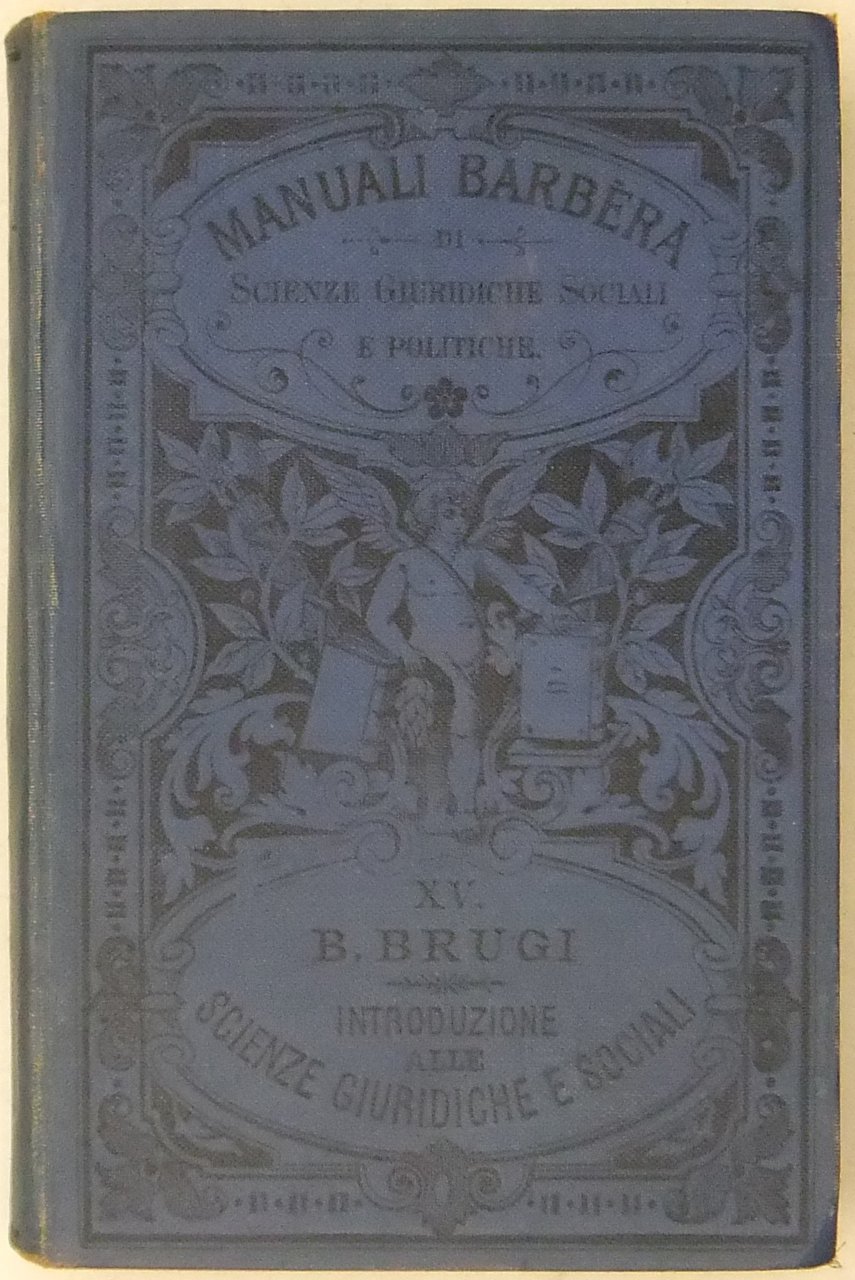 MANUALI BARBÈRA
DI
SCIENZE GIURIDICHE SOCIALI
E POLITICHE.
XV.
B. BRUGI
INTRODUZIONE
ALLE
SCIENZE GIURIDICHE E SOCIALI